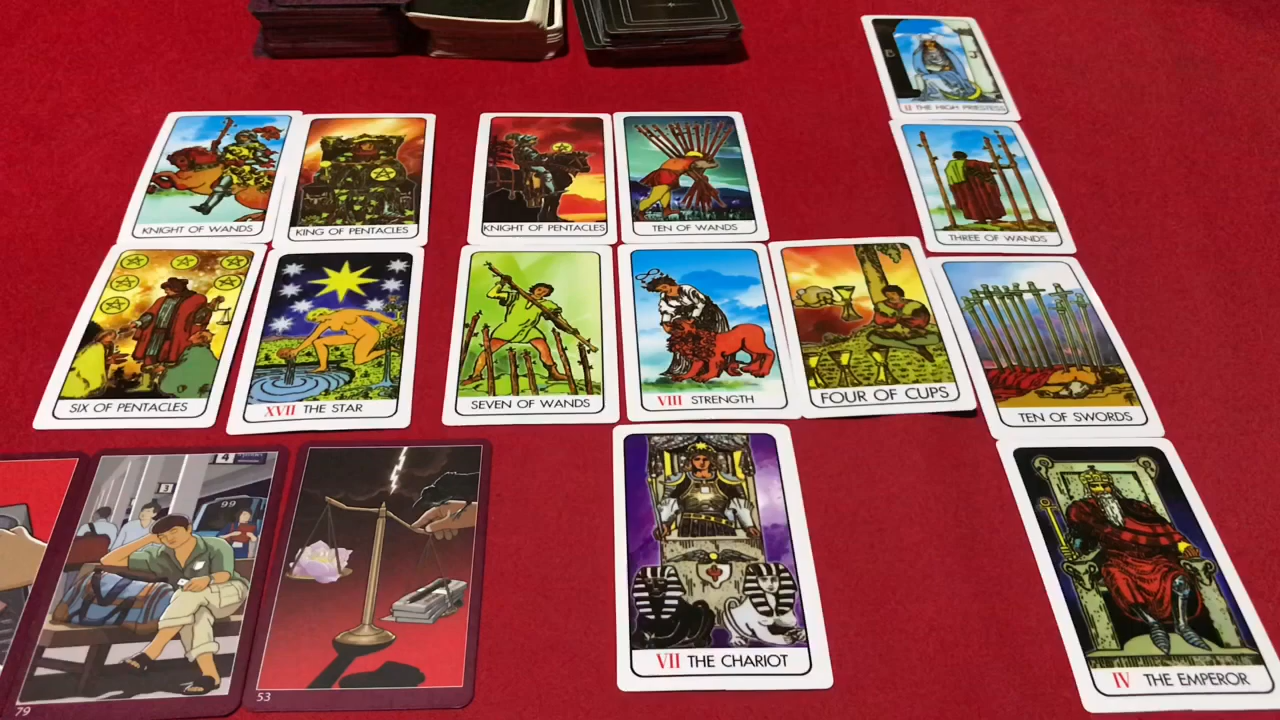 B J
II THE HIGH PRIESTESS
KNIGHT OF WANDS
KING OF PENTACLES
KNIGHT OF PENTACLES
TEN OF WANDS
THREE OF WANDS
SIX OF PENTACLES
XVII THE STAR
SEVEN OF WANDS
VIII STRENGTH
FOUR OF CUPS
TEN OF SWORDS
4
3
99
79
53
VII THE CHARIOT
IV THE EMPEROR